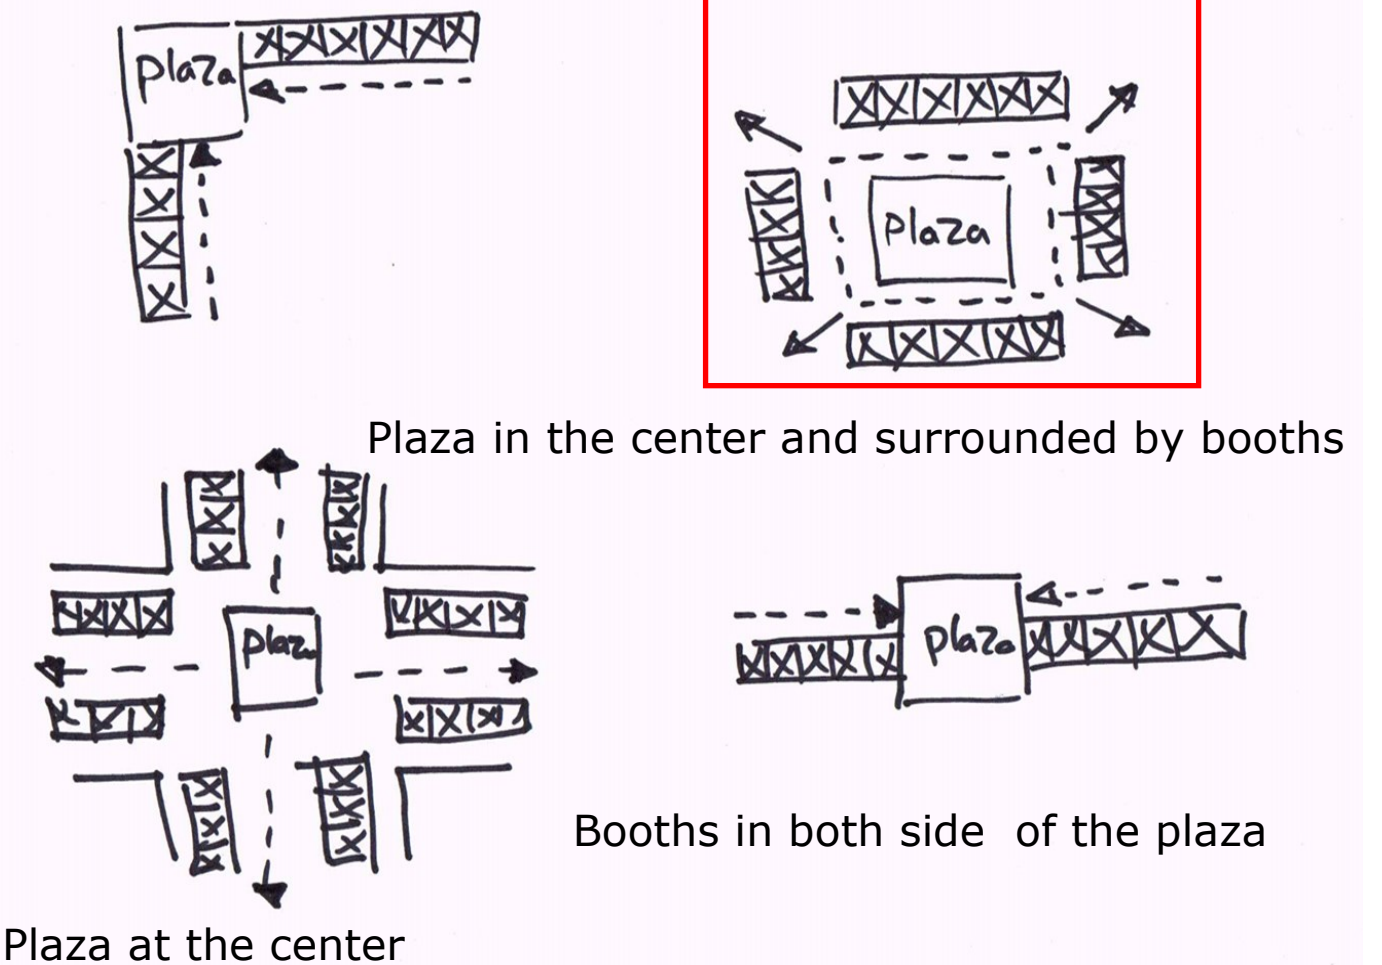 plaza
Plaza
Plaza in the center and surrounded by booths
plaza
plaza
Booths in both side of the plaza
Plaza at the center